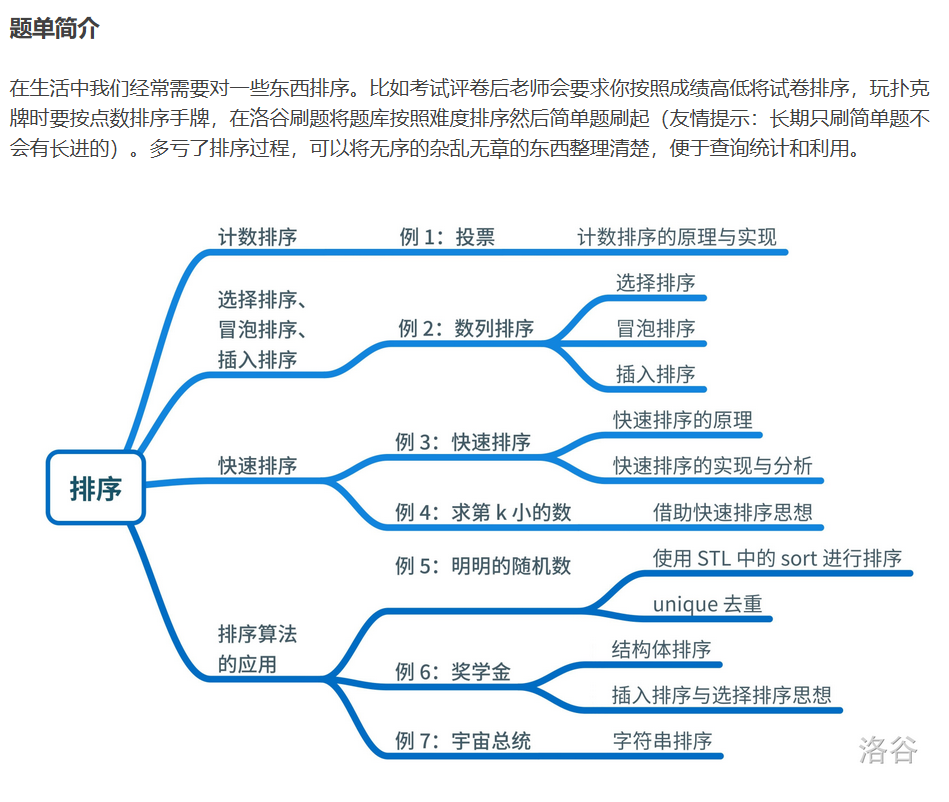 题单简介
在生活中我们经常需要对一些东西排序。比如考试评卷后老师会要求你按照成绩高低将试卷排序，玩扑克
牌时要按点数排序手牌，在洛谷刷题将题库按照难度排序然后简单题刷起（友情提示：长期只刷简单题不
会有长进的）。多亏了排序过程，可以将无序的杂乱无章的东西整理清楚，便于查询统计和利用。
排序
计数排序
例 1：投票
计数排序的原理与实现
选择排序、
冒泡排序、
插入排序
例 2：数列排序
选择排序
冒泡排序
插入排序
快速排序
例 3：快速排序
快速排序的原理
快速排序的实现与分析
例 4：求第 k 小的数
借助快速排序思想
排序算法
的应用
例 5：明明的随机数
使用 STL 中的 sort 进行排序
unique 去重
例 6：奖学金
结构体排序
插入排序与选择排序思想
例 7：宇宙总统
字符串排序
洛谷